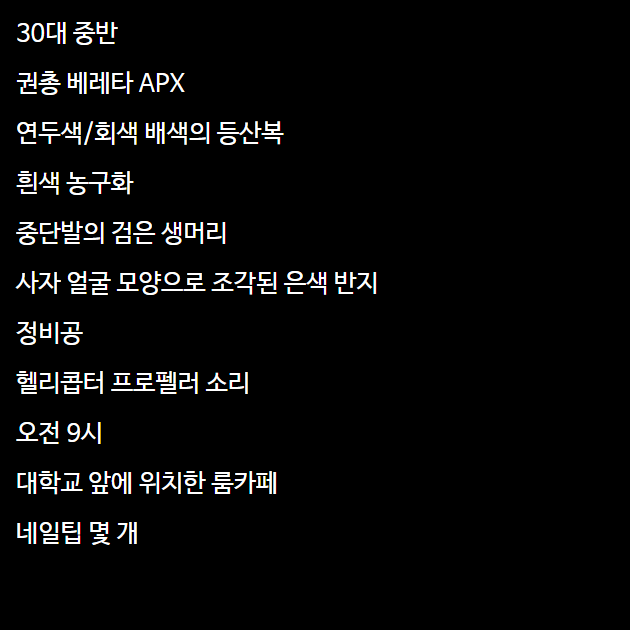 30대 중반
권총 베레타 APX
연두색/회색 배색의 등산복
흰색 농구화
중단발의 검은 생머리
사자 얼굴 모양으로 조각된 은색 반지
정비공
헬리콥터 프로펠러 소리
오전 9시
대학교 앞에 위치한 룸카페
네일팁 몇 개